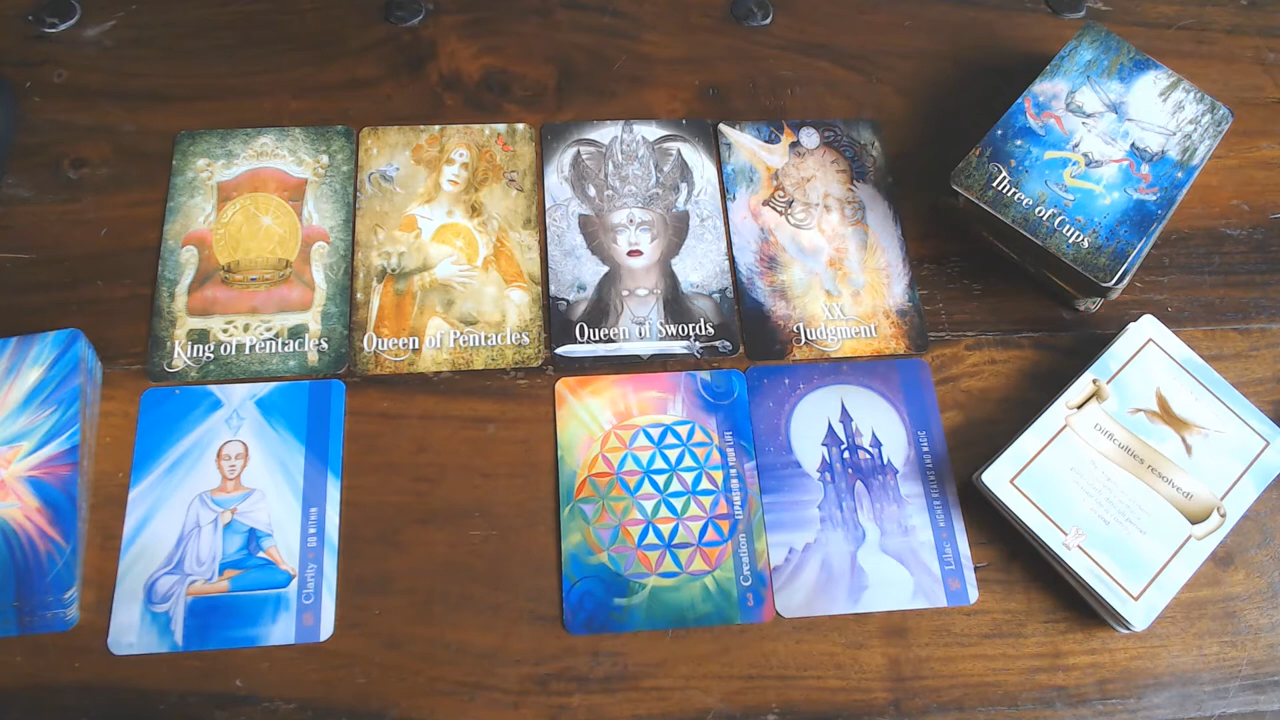 King of Pentacles
Queen of Pentacles
Queen of Swords
XX
Judgment
Three of Cups
Clarity GO WITHIN
3 Creation EXPANSION IN YOUR LIFE
Lilac HIGHER REALMS AND MAGIC
Difficulties resolved!